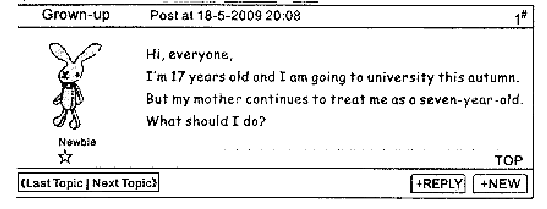 Grown-up Post at 18-5-2009 20:08 1#
Hi, everyone,
I'm 17 years old and I am going to university this autumn.
But my mother continues to treat me as a seven-year-old.
What should I do?
Newbie
TOP
‹Last Topic | Next Topic› +REPLY +NEW